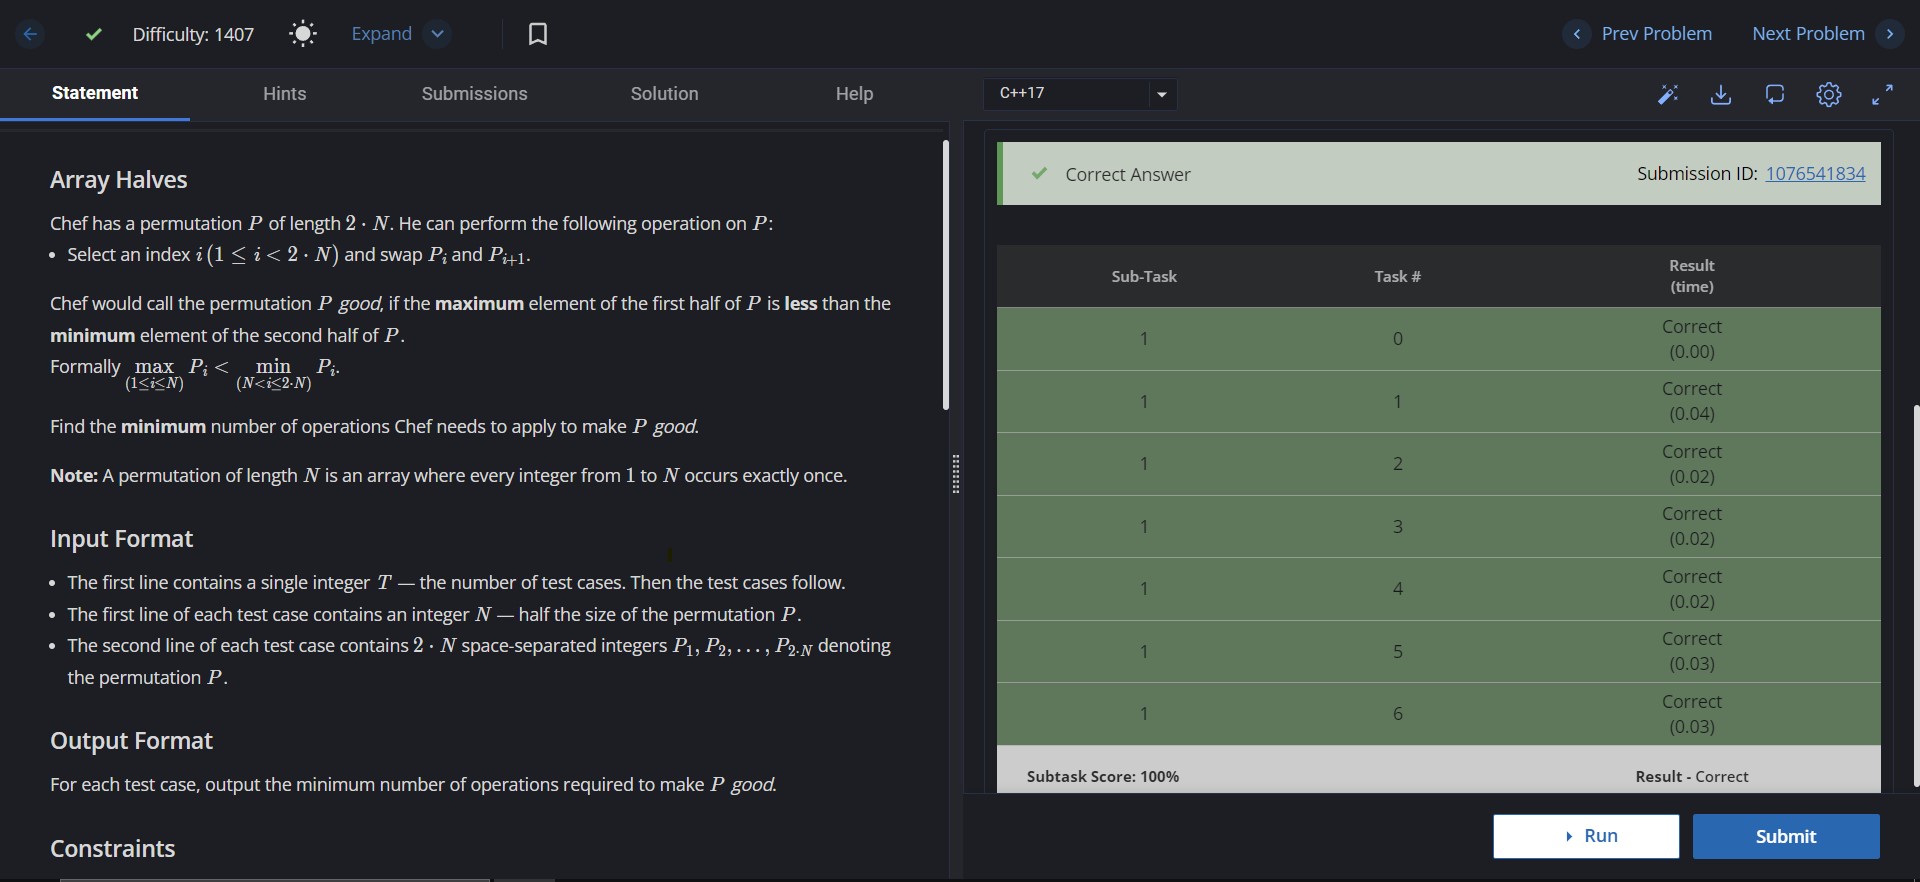 Difficulty: 1407
Expand
Prev Problem
Next Problem
Statement
Hints
Submissions
Solution
Help
C++17
Array Halves
Chef has a permutation P of length 2 · N. He can perform the following operation on P:
• Select an index i (1 ≤ i < 2 · N) and swap P_i and P_{i+1}.
Chef would call the permutation P good, if the maximum element of the first half of P is less than the
minimum element of the second half of P.
Formally max_{(1≤i≤N)} P_i < min_{(N<i≤2·N)} P_i.
Find the minimum number of operations Chef needs to apply to make P good.
Note: A permutation of length N is an array where every integer from 1 to N occurs exactly once.
Input Format
• The first line contains a single integer T — the number of test cases. Then the test cases follow.
• The first line of each test case contains an integer N — half the size of the permutation P.
• The second line of each test case contains 2 · N space-separated integers P_1, P_2, . . . , P_{2·N} denoting
the permutation P.
Output Format
For each test case, output the minimum number of operations required to make P good.
Constraints
Correct Answer
Submission ID: 1076541834
Sub-Task Task # Result
(time)
1 0 Correct
(0.00)
1 1 Correct
(0.04)
1 2 Correct
(0.02)
1 3 Correct
(0.02)
1 4 Correct
(0.02)
1 5 Correct
(0.03)
1 6 Correct
(0.03)
Subtask Score: 100% Result - Correct
Run
Submit